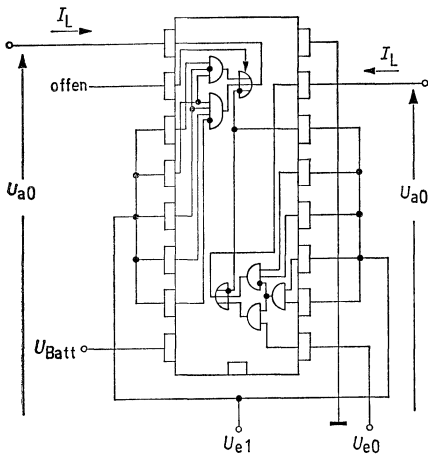 I_L
I_L
offen
U_a0
U_a0
U_Batt
U_e1
U_e0